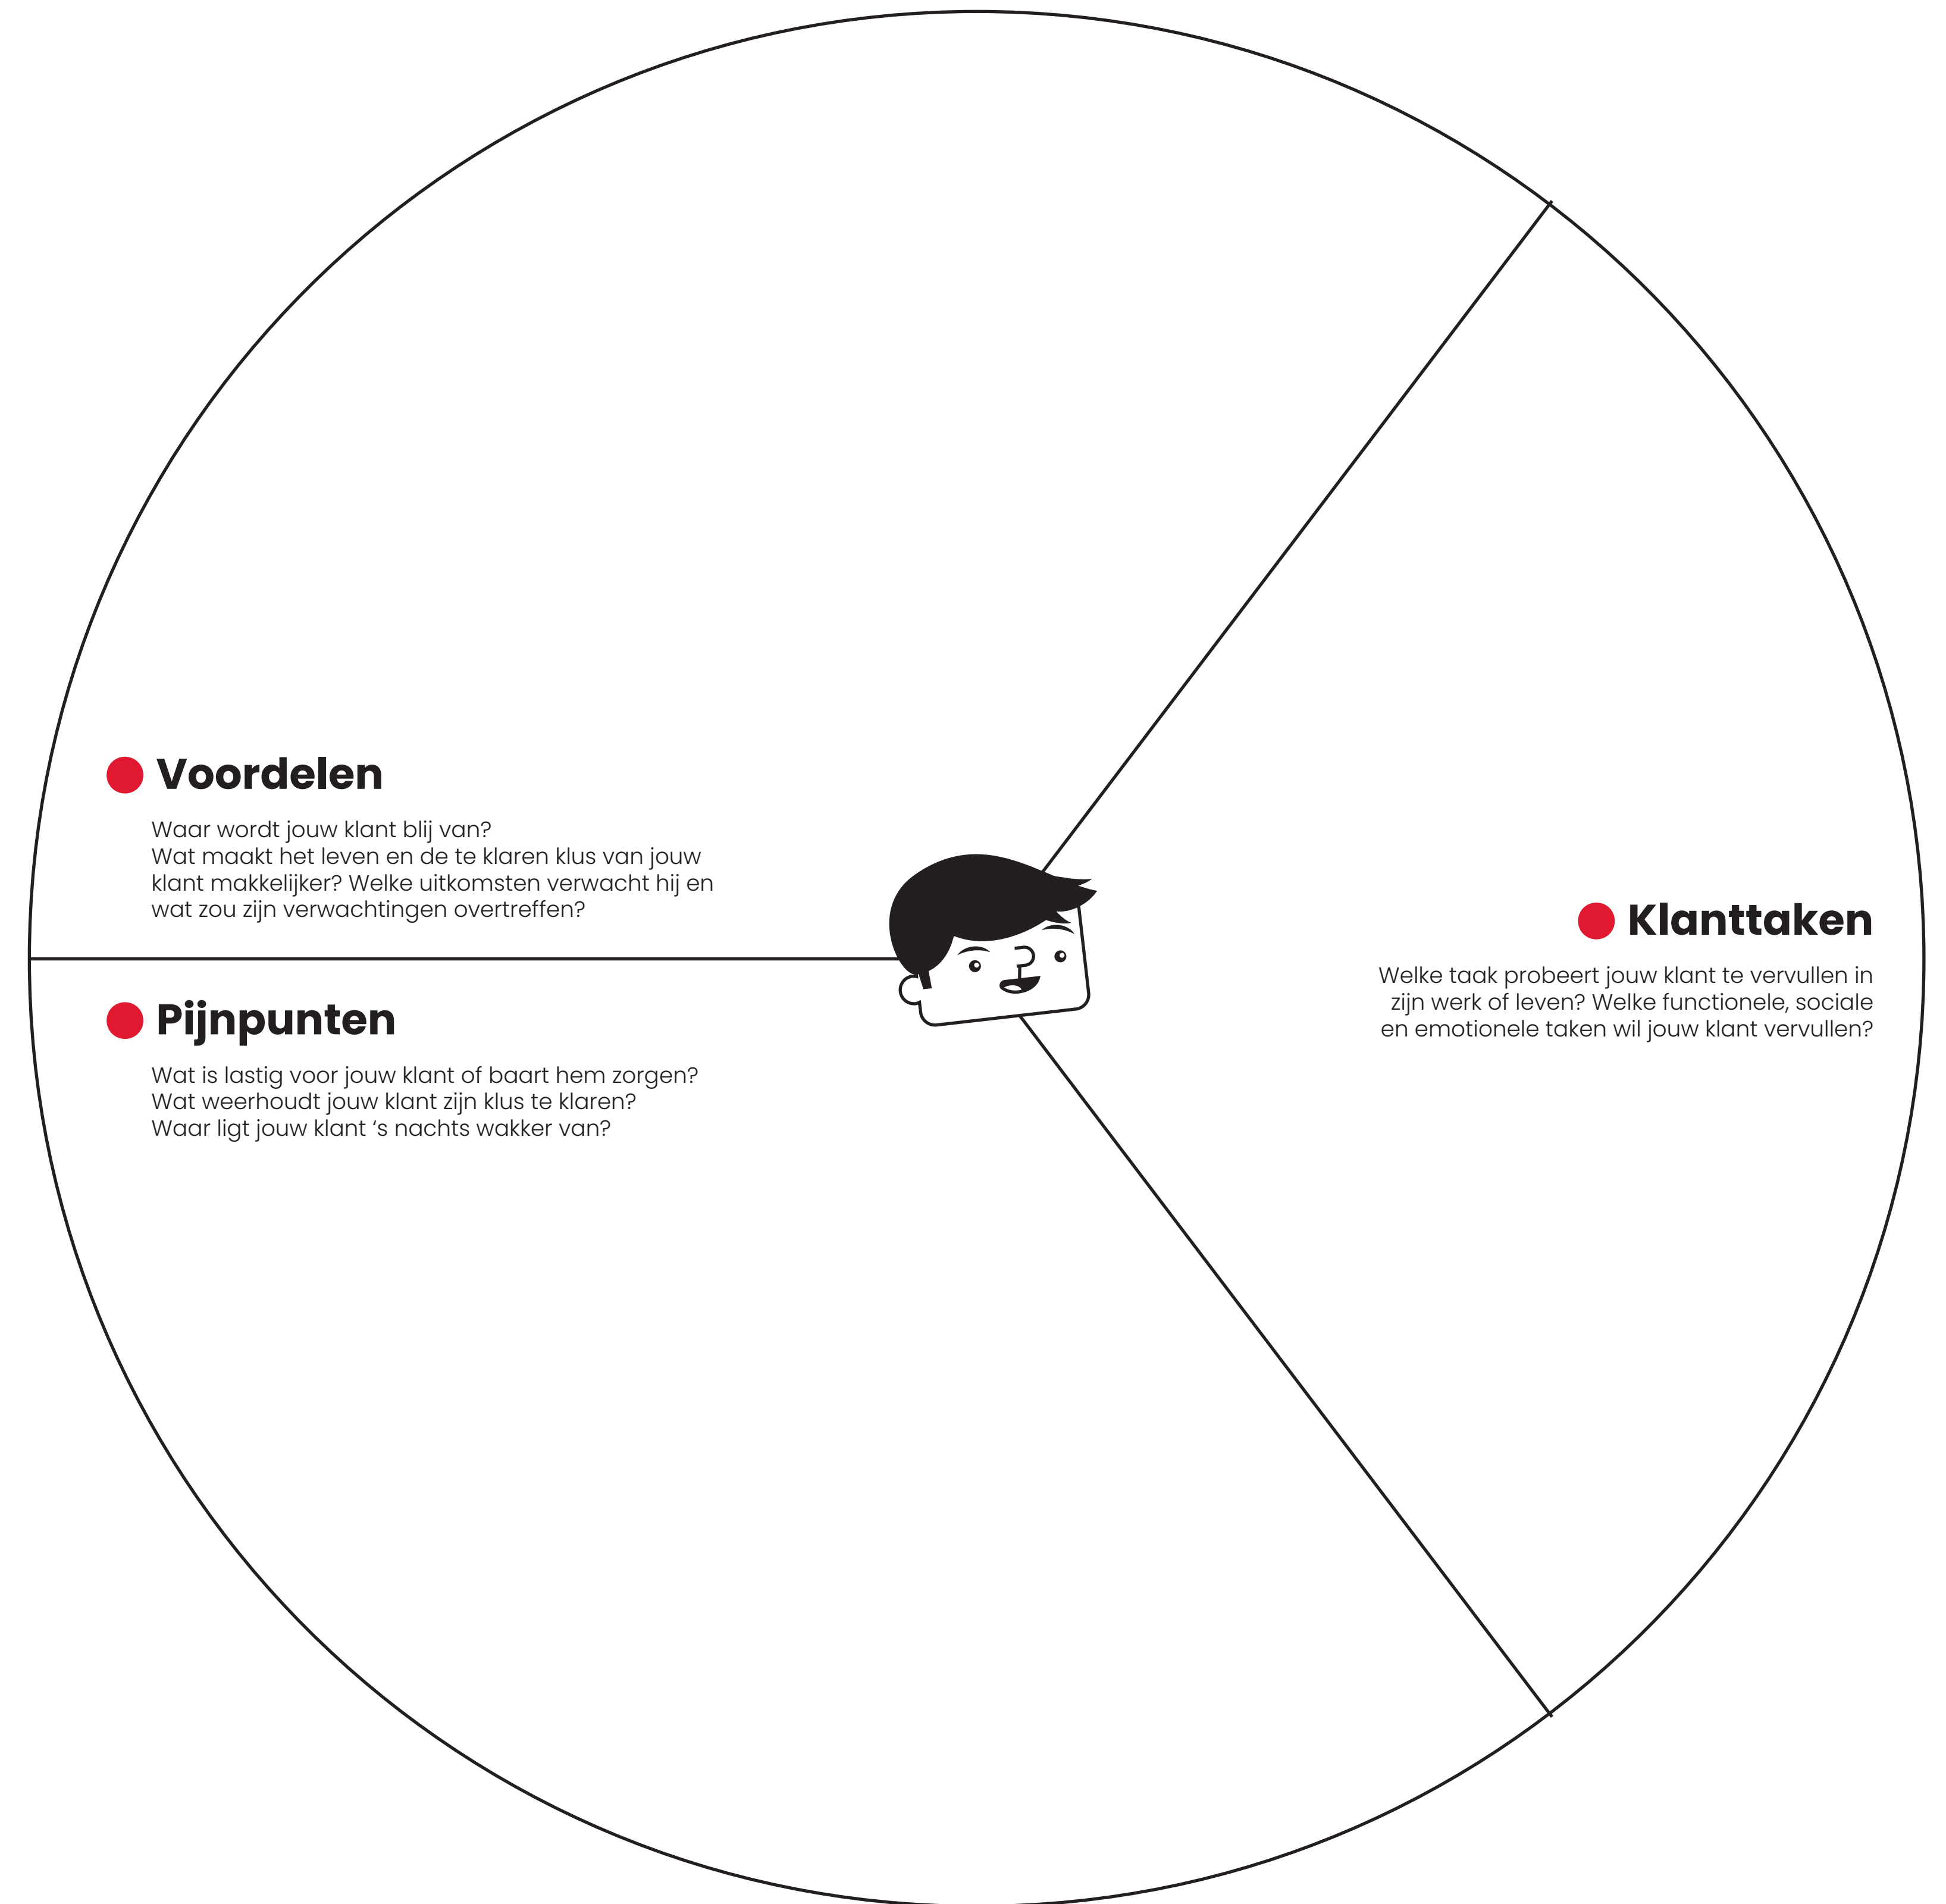 Voordelen
Waar wordt jouw klant blij van?
Wat maakt het leven en de te klaren klus van jouw
klant makkelijker? Welke uitkomsten verwacht hij en
wat zou zijn verwachtingen overtreffen?
Pijnpunten
Wat is lastig voor jouw klant of baart hem zorgen?
Wat weerhoudt jouw klant zijn klus te klaren?
Waar ligt jouw klant ‘s nachts wakker van?
Klanttaken
Welke taak probeert jouw klant te vervullen in
zijn werk of leven? Welke functionele, sociale
en emotionele taken wil jouw klant vervullen?